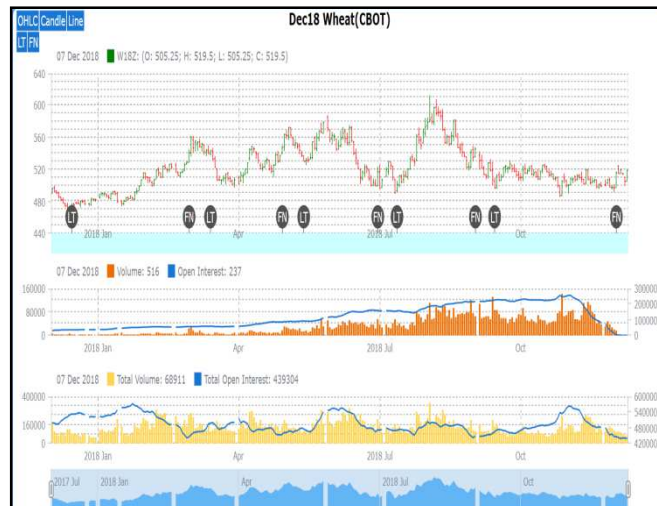 Dec18 Wheat(CBOT)
OHLC Candle Line
LT FN
07 Dec 2018 W18Z: (O: 505.25; H: 519.5; L: 505.25; C: 519.5)
640
600
560
520
480
440
LT FN LT FN LT FN LT FN LT FN
2018 Jan Apr 2018 Jul Oct
07 Dec 2018 Volume: 516 Open Interest: 237
160000 300000
80000 200000
100000
0 0
2018 Jan Apr 2018 Jul Oct
07 Dec 2018 Total Volume: 68911 Total Open Interest: 439304
400000 600000
540000
160000 480000
0 420000
2018 Jan Apr 2018 Jul Oct
2017 Jul 2018 Jan Apr 2018 Jul Oct